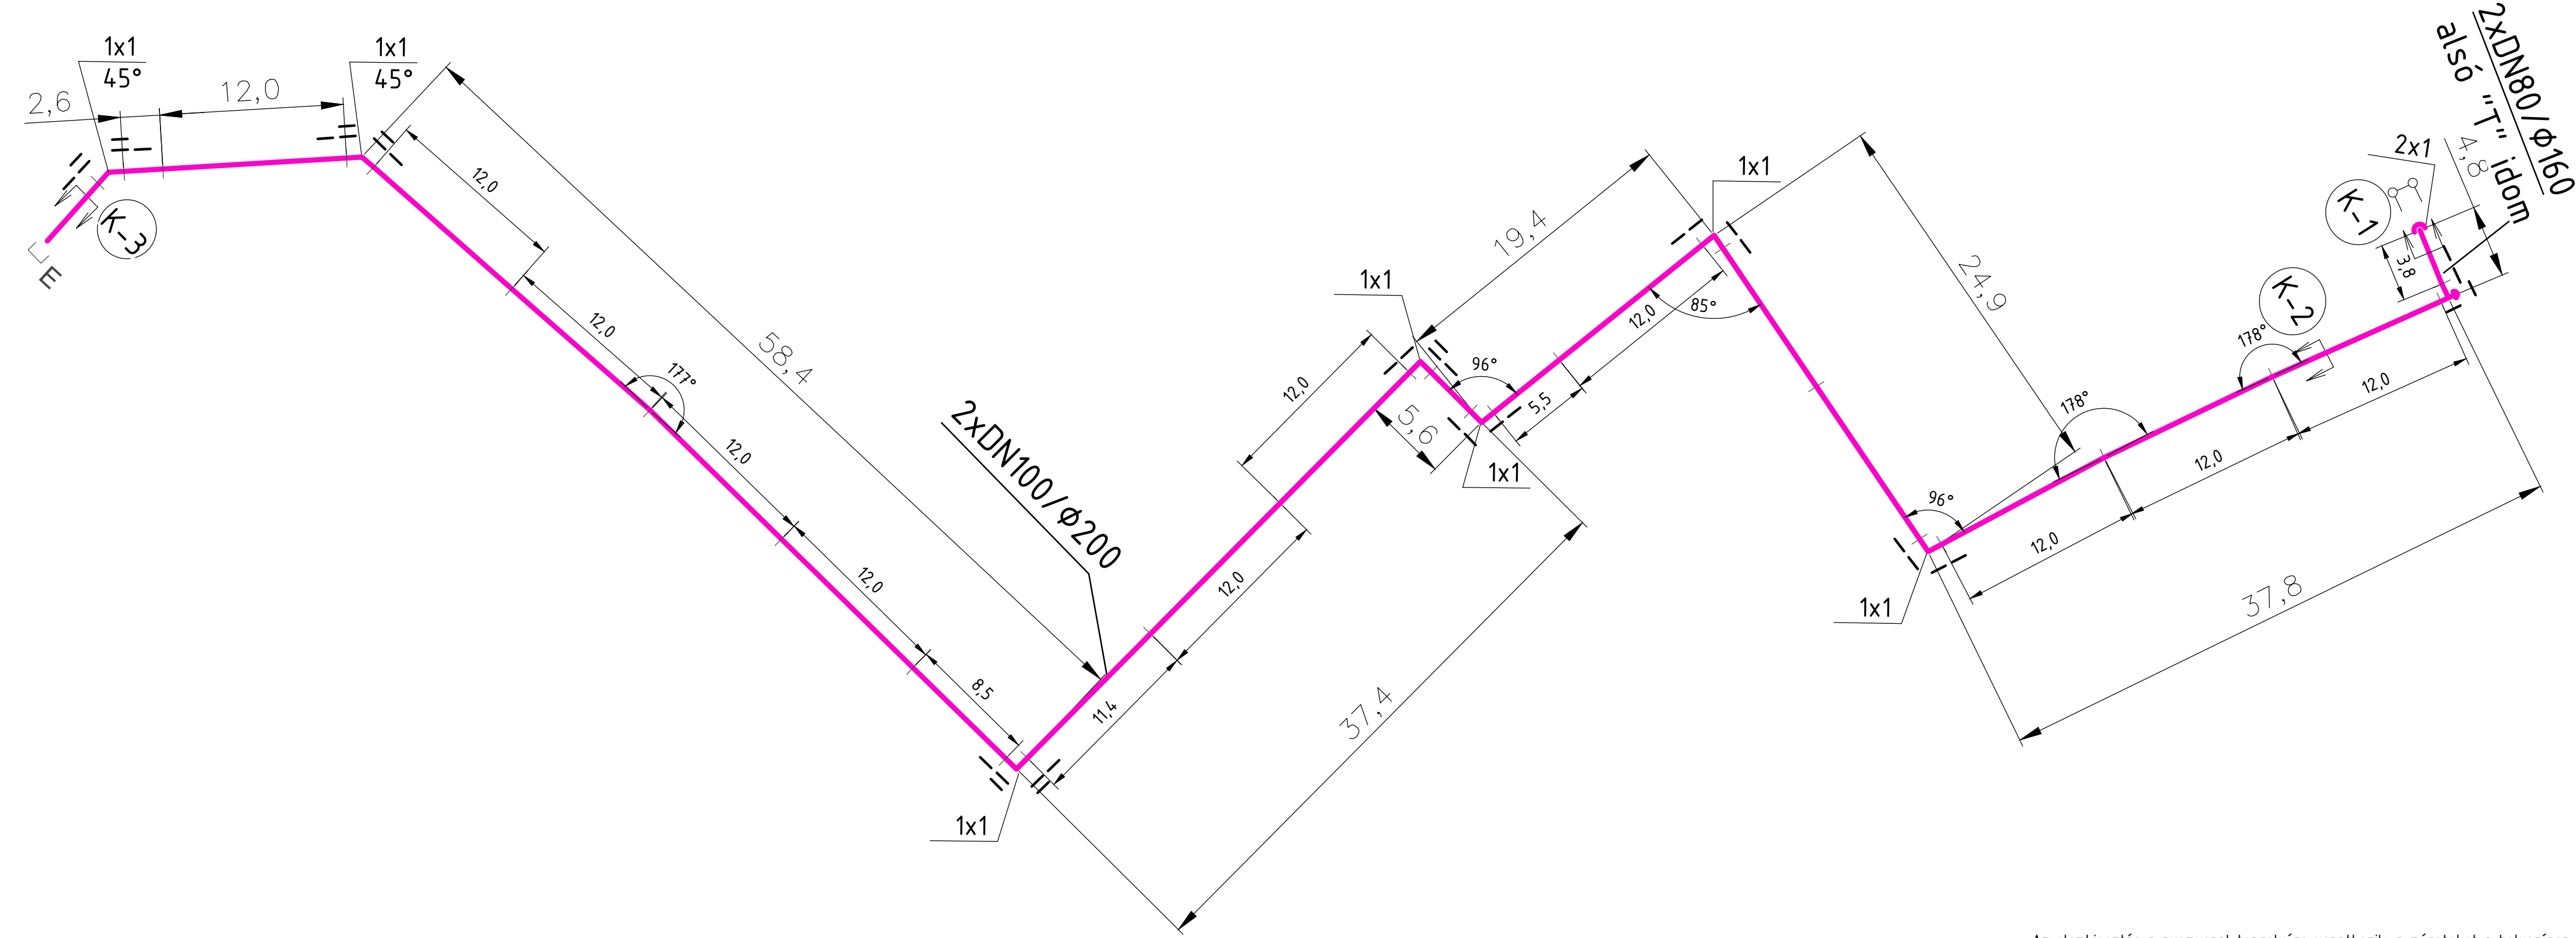 1x1
45°
2,6
12,0
1x1
45°
K-3
E
12,0
12,0
177°
12,0
12,0
8,5
58,4
2xDN100/Φ200
1x1
11,4
12,0
12,0
37,4
1x1
5,6
96°
1x1
19,4
5,5
12,0
85°
1x1
24,9
96°
1x1
12,0
178°
12,0
178°
12,0
37,8
K-2
K-1
2x1
3,8
4,8
2xDN80/Φ160
alsó "T" idom